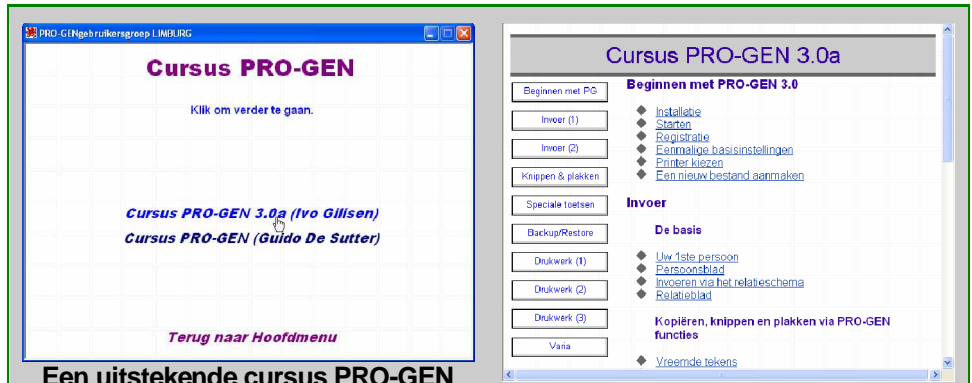 PRO-GENgebruikersgroep LIMBURG
Cursus PRO-GEN
Klik om verder te gaan.
Cursus PRO-GEN 3.0a (Ivo Gilisen)
Cursus PRO-GEN (Guido De Sutter)
Terug naar Hoofdmenu
Een uitstekende cursus PRO-GEN
Cursus PRO-GEN 3.0a
Beginnen met PG
Invoer (1)
Invoer (2)
Knippen & plakken
Speciale toetsen
Backup/Restore
Drukwerk (1)
Drukwerk (2)
Drukwerk (3)
Varia
Beginnen met PRO-GEN 3.0
Installatie
Starten
Registratie
Eenmalige basisinstellingen
Printer kiezen
Een nieuw bestand aanmaken
Invoer
De basis
Uw 1ste persoon
Persoonsblad
Invoeren via het relatieschema
Relatieblad
Kopiëren, knippen en plakken via PRO-GEN
functies
Vreemde tekens